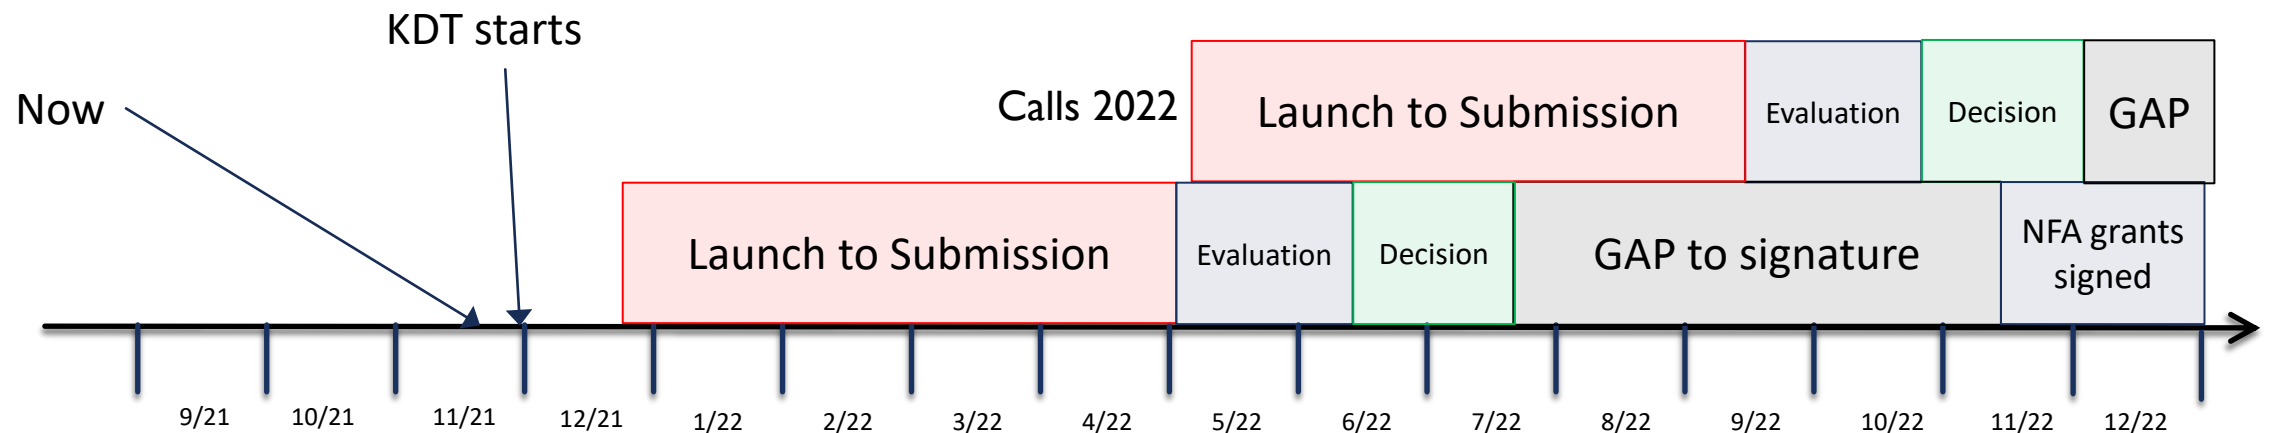 KDT starts
Now
Calls 2022
Launch to Submission
Evaluation
Decision
GAP
Launch to Submission
Evaluation
Decision
GAP to signature
NFA grants
signed
9/21
10/21
11/21
12/21
1/22
2/22
3/22
4/22
5/22
6/22
7/22
8/22
9/22
10/22
11/22
12/22